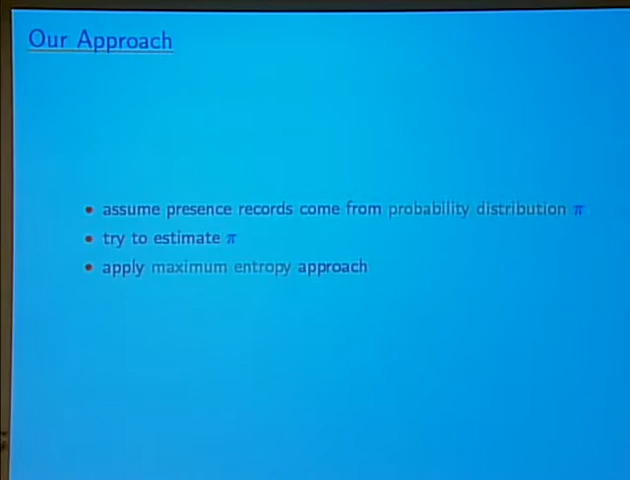 Our Approach
• assume presence records come from probability distribution π
• try to estimate π
• apply maximum entropy approach